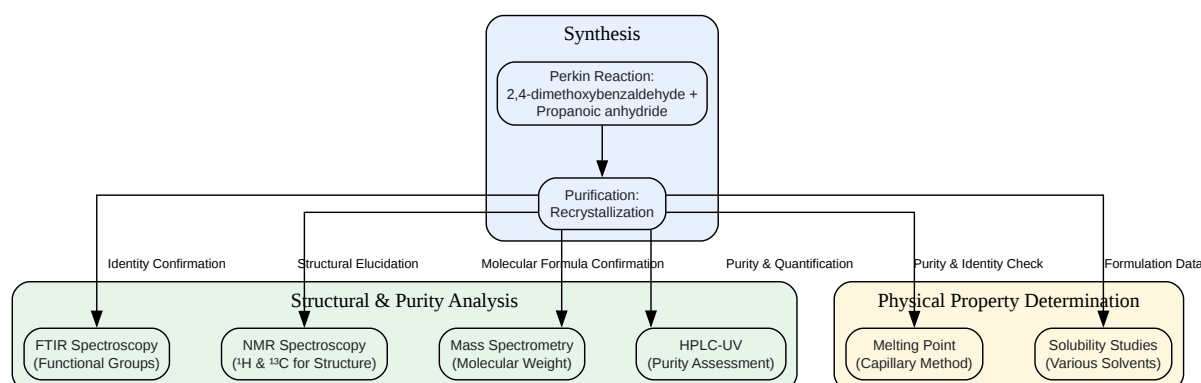 Synthesis
Perkin Reaction:
2,4-dimethoxybenzaldehyde +
Propanoic anhydride
Purification:
Recrystallization
Identity Confirmation
Structural Elucidation
Molecular Formula Confirmation
Purity & Quantification
Purity & Identity Check
Formulation Data
Structural & Purity Analysis
Physical Property Determination
FTIR Spectroscopy
(Functional Groups)
NMR Spectroscopy
(¹H & ¹³C for Structure)
Mass Spectrometry
(Molecular Weight)
HPLC-UV
(Purity Assessment)
Melting Point
(Capillary Method)
Solubility Studies
(Various Solvents)